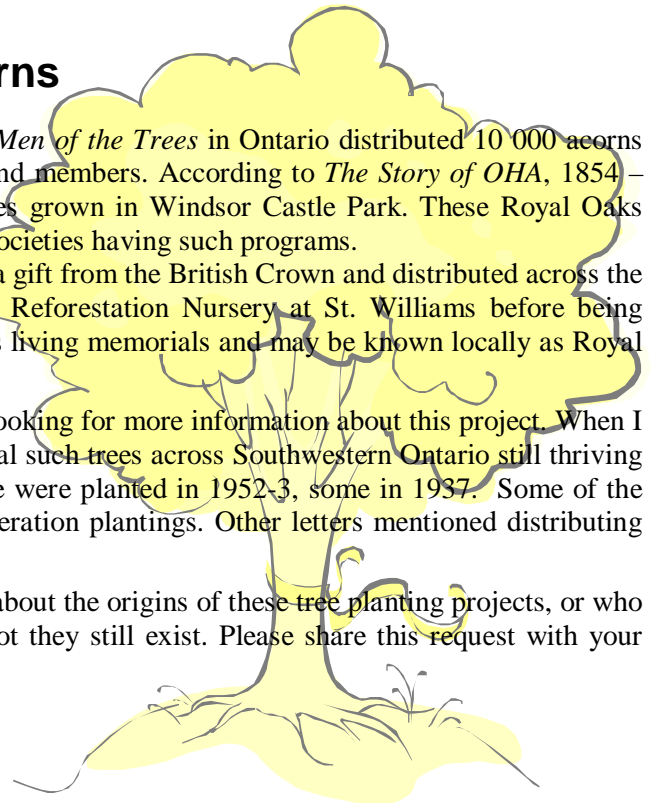 rns
Men of the Trees in Ontario distributed 10 000 acorns
nd members. According to The Story of OHA, 1854 –
es grown in Windsor Castle Park. These Royal Oaks
ocieties having such programs.
a gift from the British Crown and distributed across the
Reforestation Nursery at St. Williams before being
s living memorials and may be known locally as Royal
ooking for more information about this project. When I
al such trees across Southwestern Ontario still thriving
e were planted in 1952-3, some in 1937. Some of the
eration plantings. Other letters mentioned distributing
about the origins of these tree planting projects, or who
ot they still exist. Please share this request with your